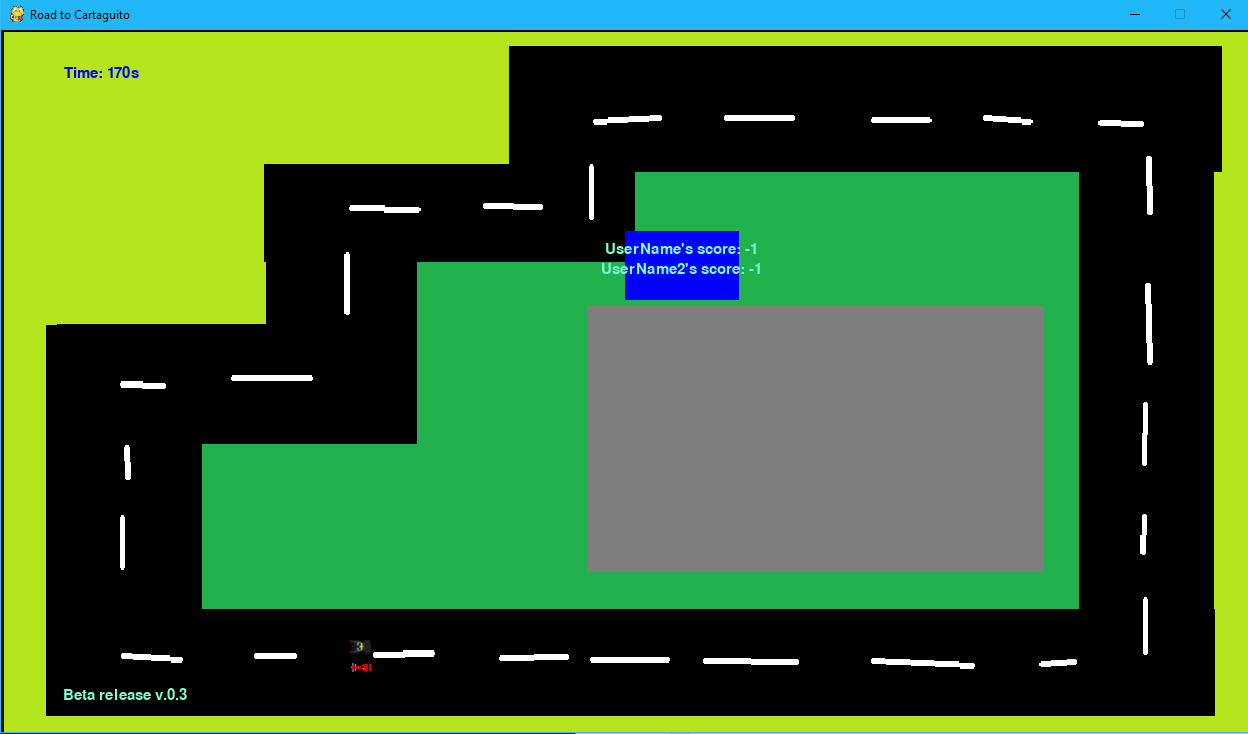 Road to Cartaguito
Time: 170s
UserName's score: -1
UserName2's score: -1
Beta release v.0.3